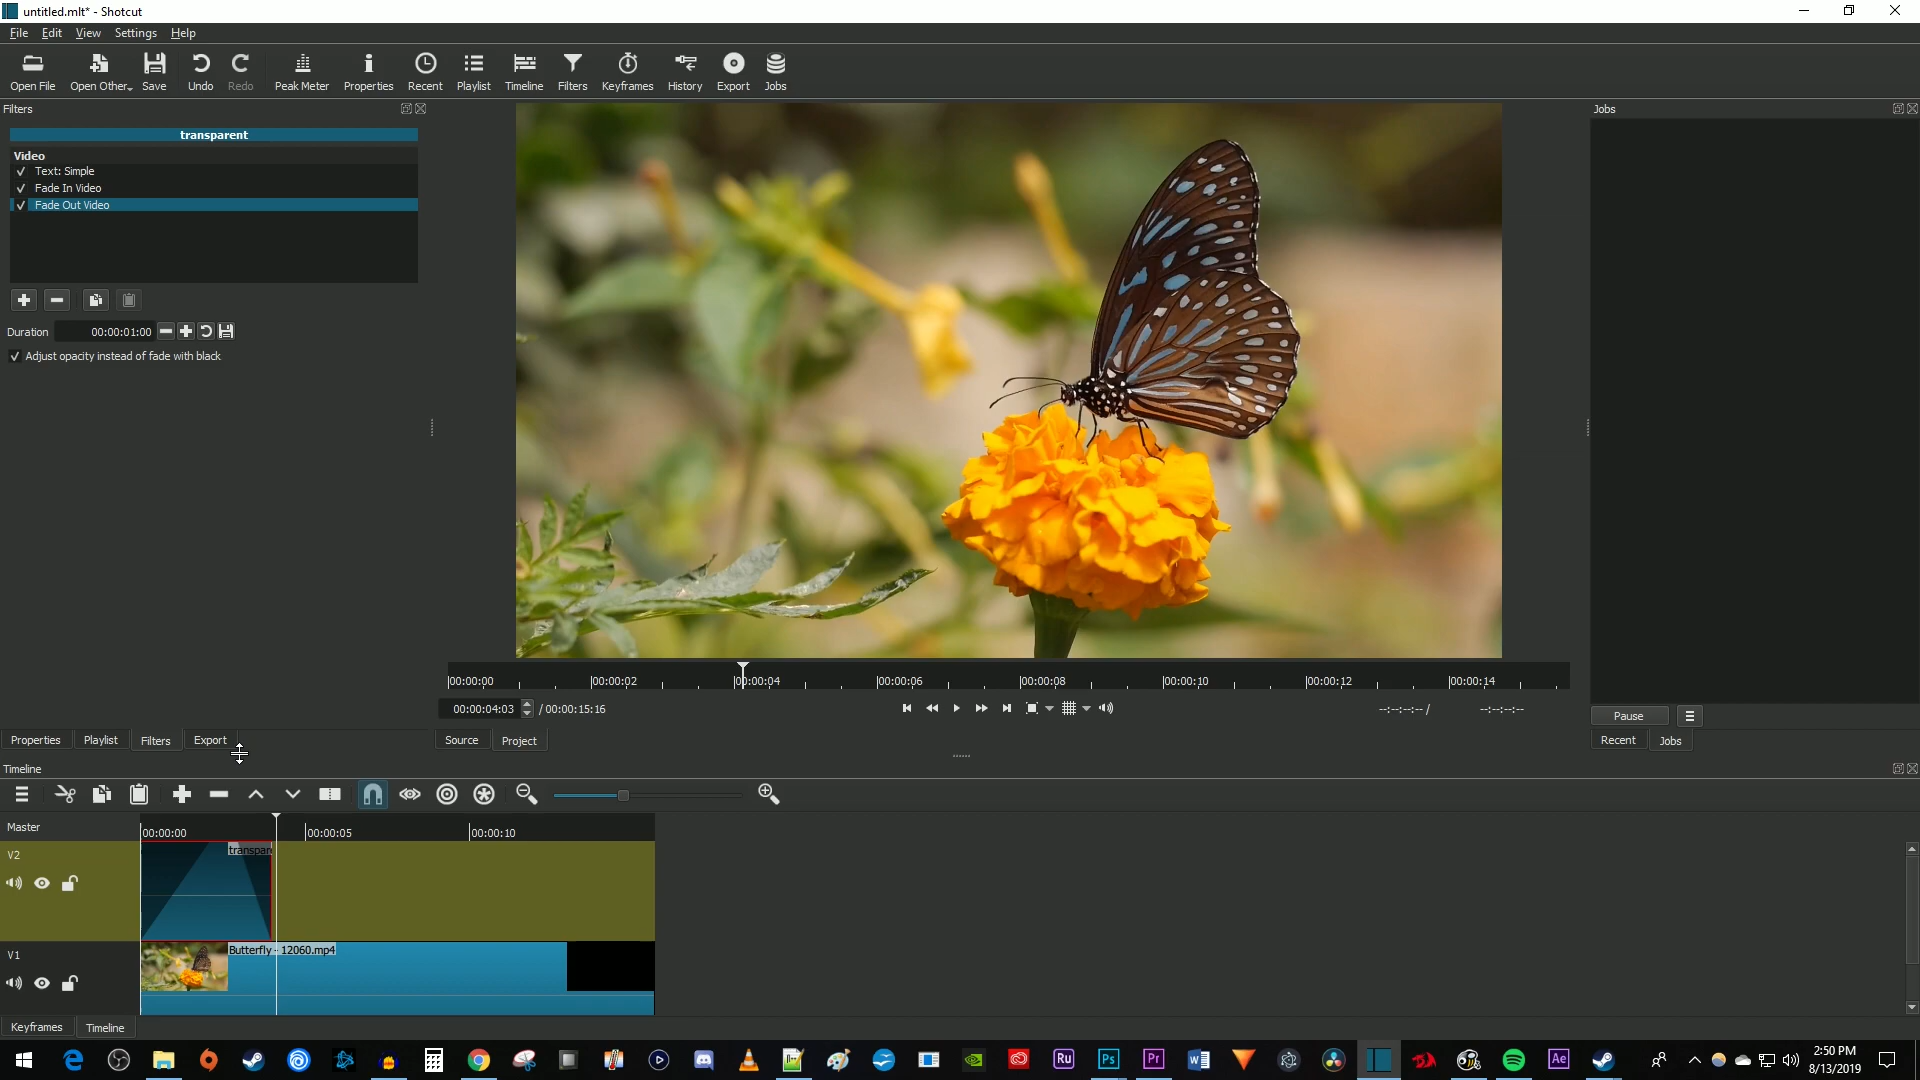 untitled.mlt* - Shotcut
File Edit View Settings Help
Open File Open Other Save Undo Redo Peak Meter Properties Recent Playlist Timeline Filters Keyframes History Export Jobs
Filters
transparent
Video
Text: Simple
Fade In Video
Fade Out Video
Duration 00:00:01:00
Adjust opacity instead of fade with black
Jobs
00:00:00 00:00:02 00:00:04 00:00:06 00:00:08 00:00:10 00:00:12 00:00:14
00:00:04:03 / 00:00:15:16 --:--:--:-- / --:--:--:--
Pause
Properties Playlist Filters Export Source Project Recent Jobs
Timeline
Master
00:00:00 00:00:05 00:00:10
V2
transpare
V1
Butterfly - 12060.mp4
Keyframes Timeline
Ru Ps Pr Ae
2:50 PM
8/13/2019